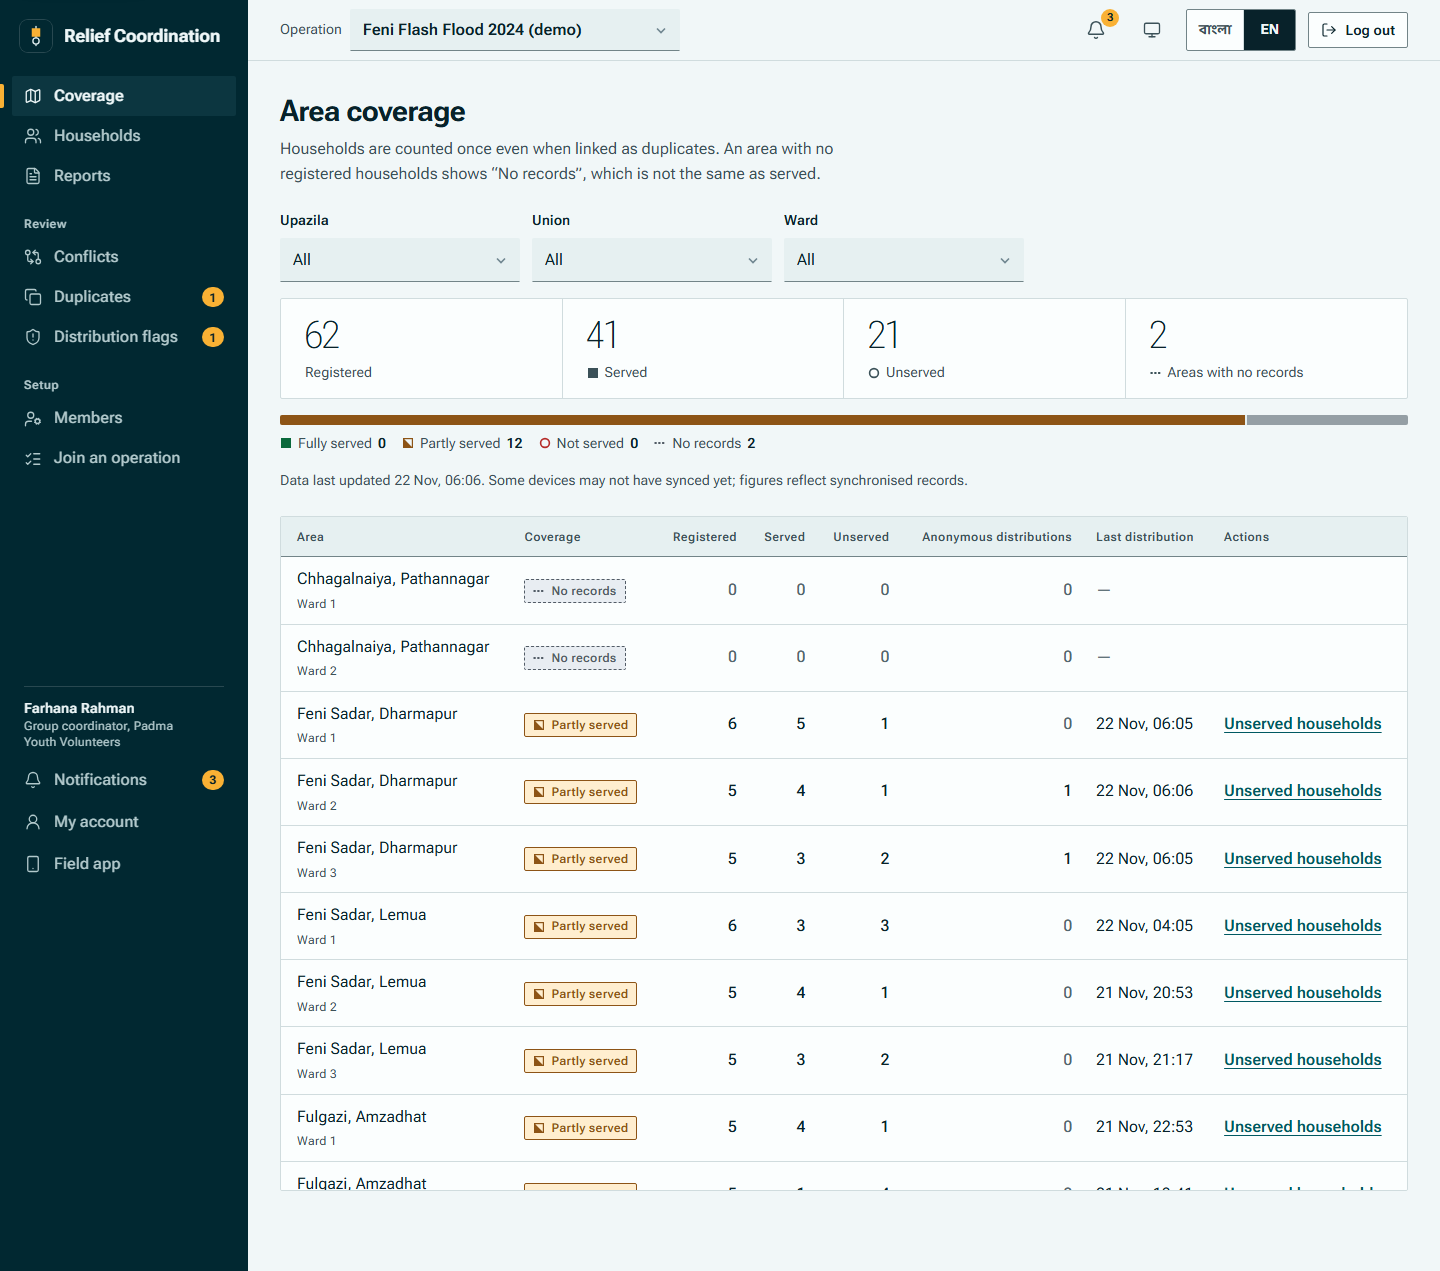 Relief Coordination
Coverage
Households
Reports
Review
Conflicts
Duplicates 1
Distribution flags 1
Setup
Members
Join an operation
Farhana Rahman
Group coordinator, Padma
Youth Volunteers
Notifications 3
My account
Field app
Operation Feni Flash Flood 2024 (demo) 3 বাংলা EN Log out
Area coverage
Households are counted once even when linked as duplicates. An area with no
registered households shows “No records”, which is not the same as served.
Upazila Union Ward
All All All
62 41 21 2
Registered Served Unserved Areas with no records
Fully served 0 Partly served 12 Not served 0 No records 2
Data last updated 22 Nov, 06:06. Some devices may not have synced yet; figures reflect synchronised records.
Area Coverage Registered Served Unserved Anonymous distributions Last distribution Actions
Chhagalnaiya, Pathannagar
Ward 1
No records 0 0 0 0 —
Chhagalnaiya, Pathannagar
Ward 2
No records 0 0 0 0 —
Feni Sadar, Dharmapur
Ward 1
Partly served 6 5 1 0 22 Nov, 06:05 Unserved households
Feni Sadar, Dharmapur
Ward 2
Partly served 5 4 1 1 22 Nov, 06:06 Unserved households
Feni Sadar, Dharmapur
Ward 3
Partly served 5 3 2 1 22 Nov, 06:05 Unserved households
Feni Sadar, Lemua
Ward 1
Partly served 6 3 3 0 22 Nov, 04:05 Unserved households
Feni Sadar, Lemua
Ward 2
Partly served 5 4 1 0 21 Nov, 20:53 Unserved households
Feni Sadar, Lemua
Ward 3
Partly served 5 3 2 0 21 Nov, 21:17 Unserved households
Fulgazi, Amzadhat
Ward 1
Partly served 5 4 1 0 21 Nov, 22:53 Unserved households
Fulgazi, Amzadhat